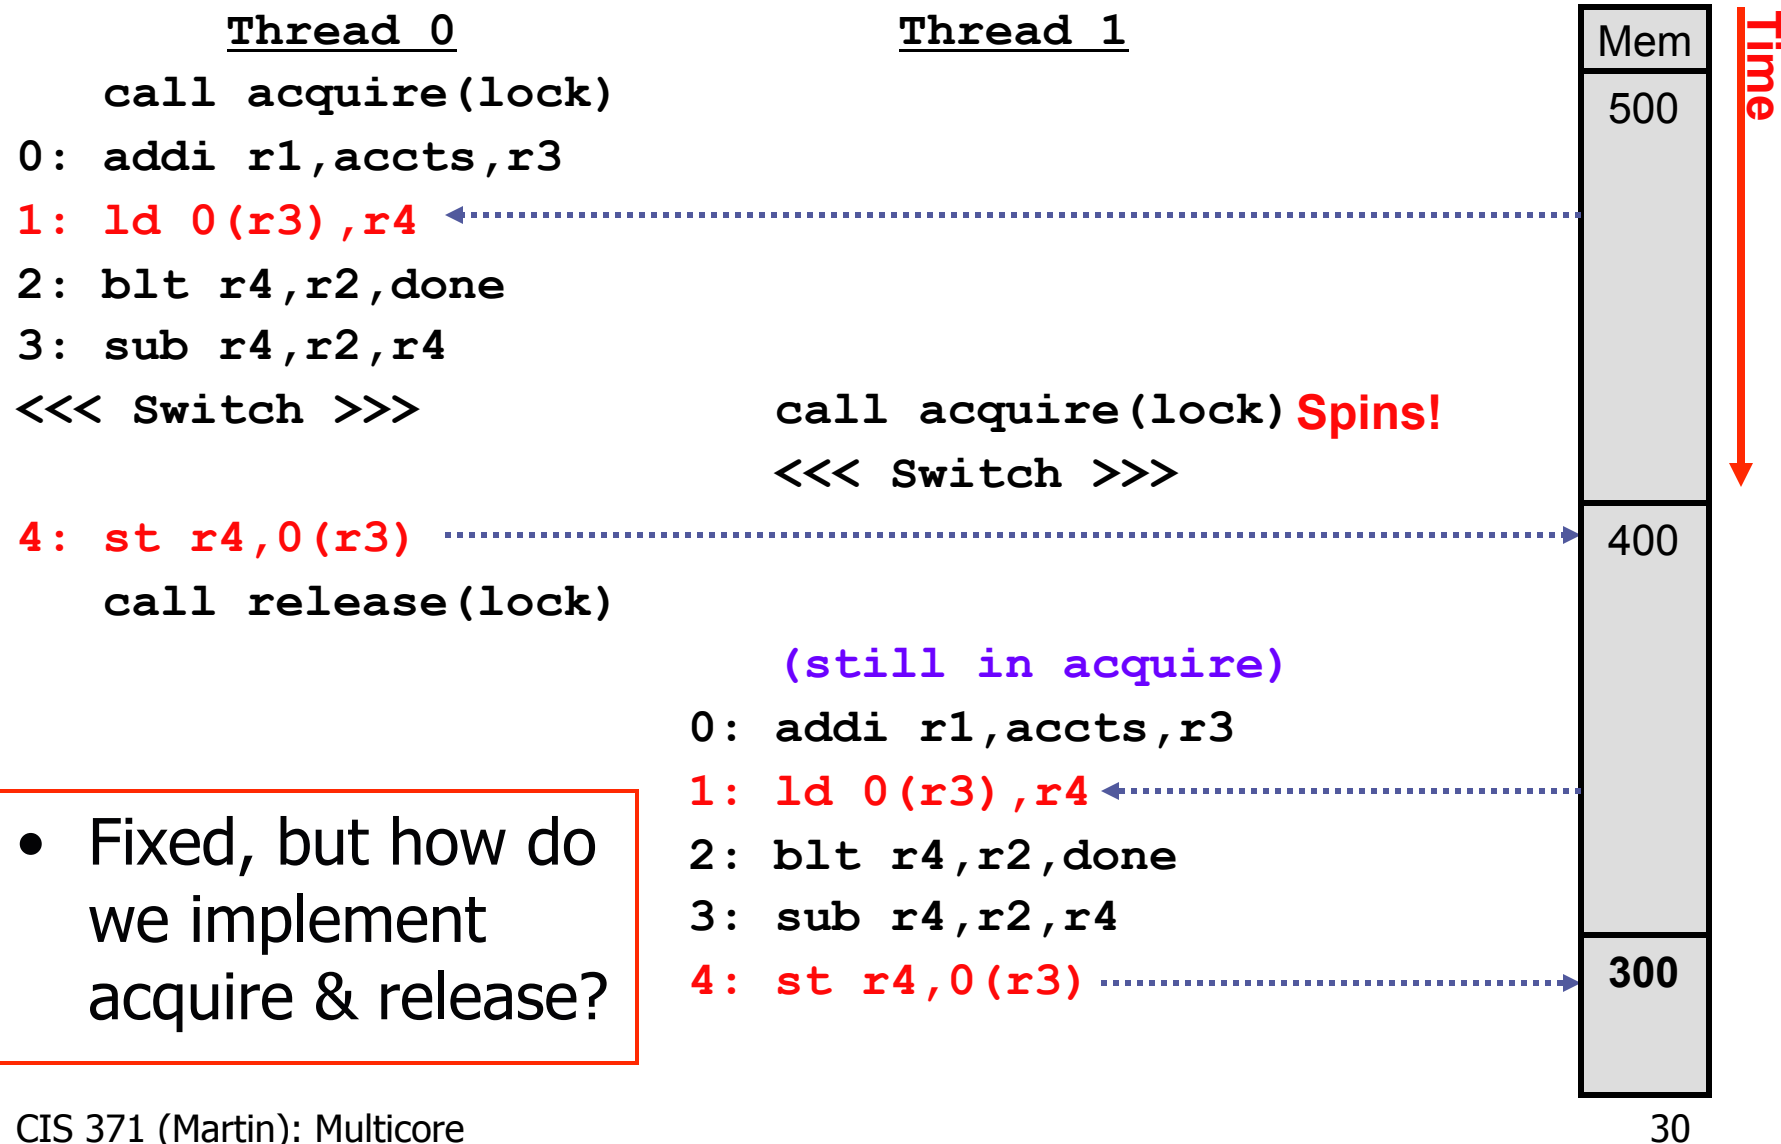 Thread 0
Thread 1
Mem
Time
call acquire(lock)
500
0: addi r1,accts,r3
1: ld 0(r3),r4
2: blt r4,r2,done
3: sub r4,r2,r4
<<< Switch >>>
call acquire(lock) Spins!
<<< Switch >>>
4: st r4,0(r3)
400
call release(lock)
(still in acquire)
0: addi r1,accts,r3
1: ld 0(r3),r4
2: blt r4,r2,done
3: sub r4,r2,r4
4: st r4,0(r3)
300
• Fixed, but how do
we implement
acquire & release?
CIS 371 (Martin): Multicore
30